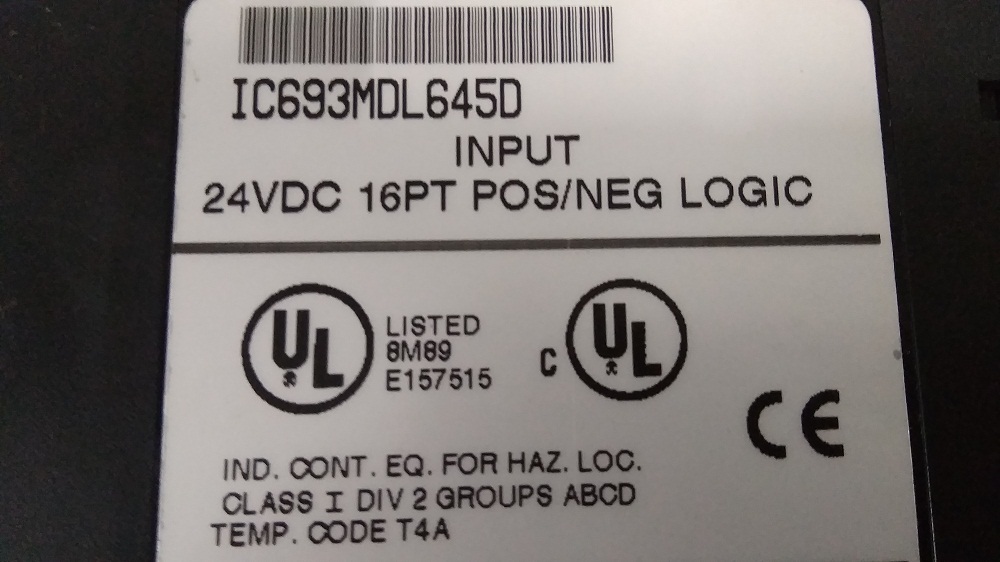 IC693MDL645D
INPUT
24VDC 16PT POS/NEG LOGIC
UL
LISTED
8M89
E157515
C UL
CE
IND. CONT. EQ. FOR HAZ. LOC.
CLASS I DIV 2 GROUPS ABCD
TEMP. CODE T4A